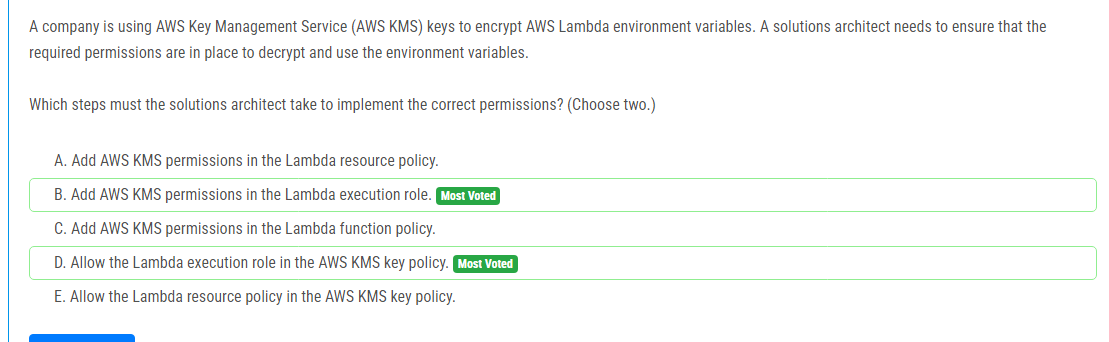 A company is using AWS Key Management Service (AWS KMS) keys to encrypt AWS Lambda environment variables. A solutions architect needs to ensure that the
required permissions are in place to decrypt and use the environment variables.
Which steps must the solutions architect take to implement the correct permissions? (Choose two.)
A. Add AWS KMS permissions in the Lambda resource policy.
B. Add AWS KMS permissions in the Lambda execution role. Most Voted
C. Add AWS KMS permissions in the Lambda function policy.
D. Allow the Lambda execution role in the AWS KMS key policy. Most Voted
E. Allow the Lambda resource policy in the AWS KMS key policy.